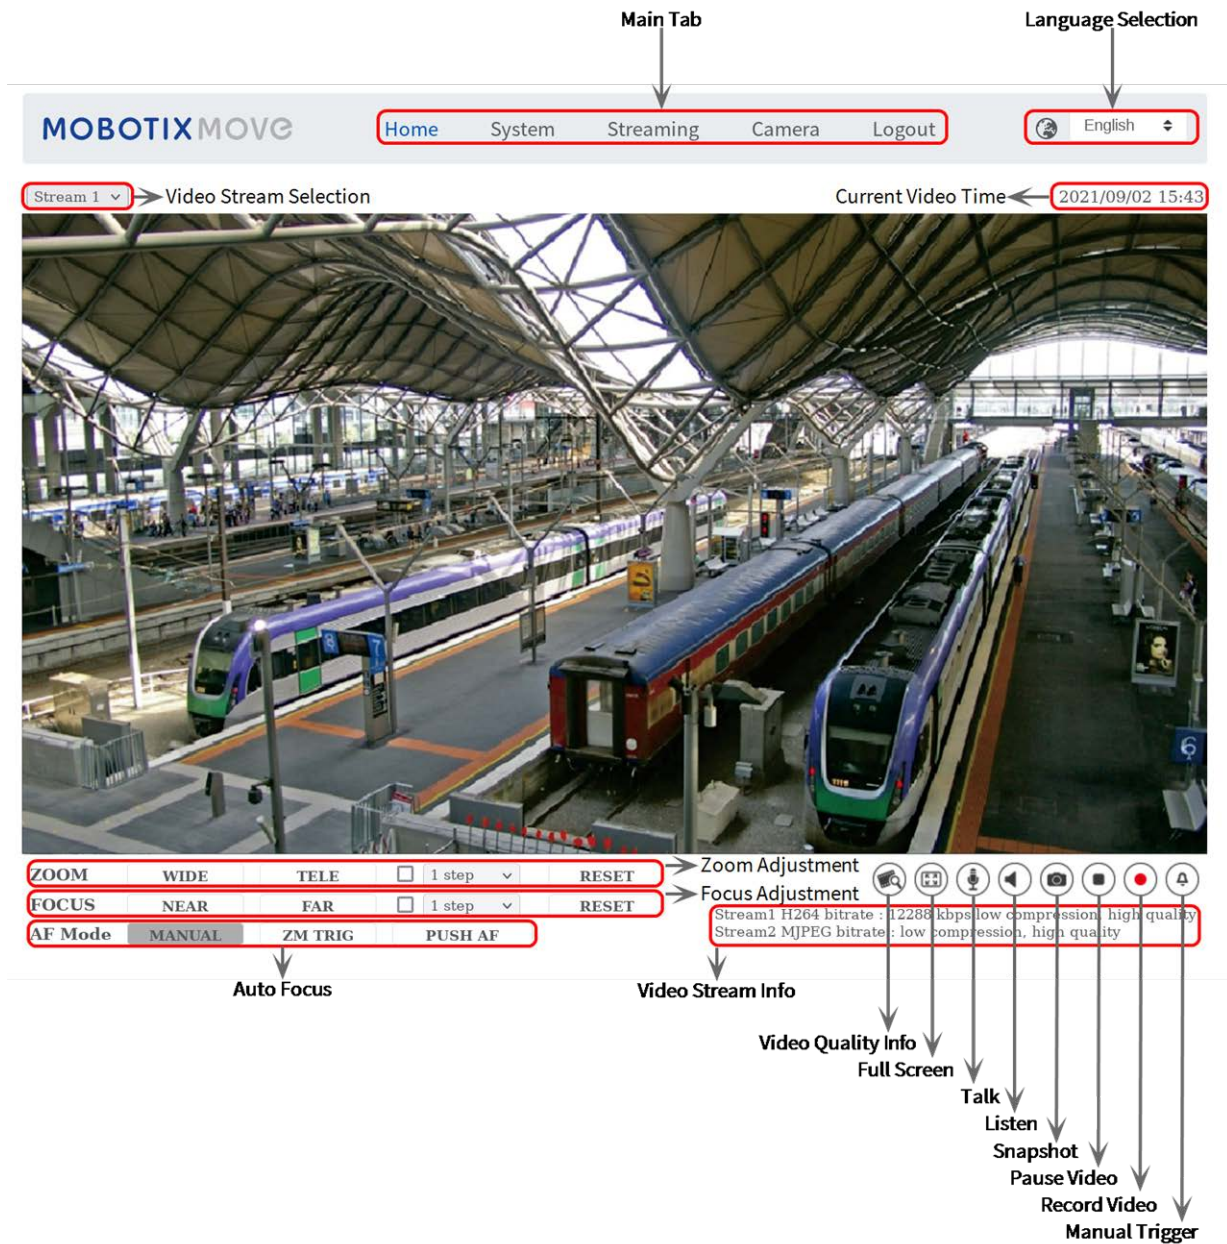 Main Tab
Language Selection
MOBOTIX MOVE
Home System Streaming Camera Logout
English
Stream 1
Video Stream Selection
Current Video Time
2021/09/02 15:43
8
7
6
ZOOM WIDE TELE 1 step RESET
Zoom Adjustment
FOCUS NEAR FAR 1 step RESET
Focus Adjustment
AF Mode MANUAL ZM TRIG PUSH AF
Stream1 H264 bitrate : 12288 kbps low compression, high quality
Stream2 MJPEG bitrate : low compression, high quality
Auto Focus
Video Stream Info
Video Quality Info
Full Screen
Talk
Listen
Snapshot
Pause Video
Record Video
Manual Trigger